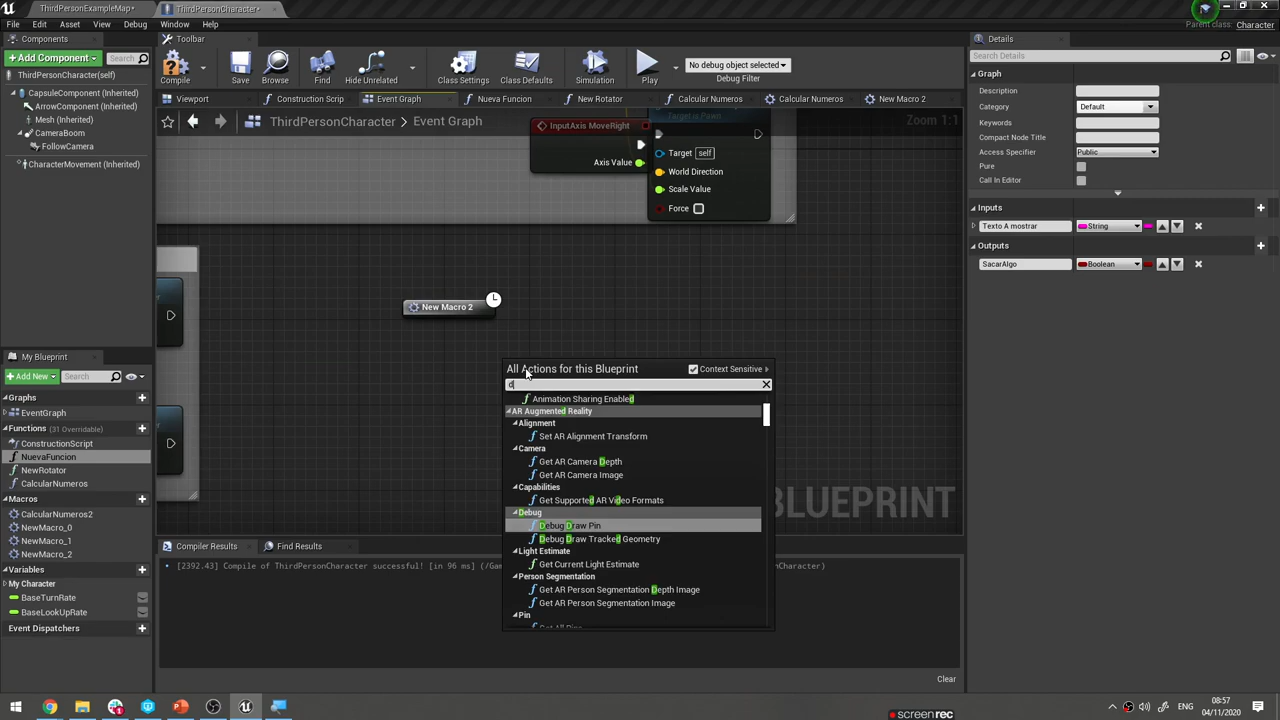 ThirdPersonExampleMap*
ThirdPersonCharacter*
File Edit Asset View Debug Window Help
Parent class: Character
Components
Toolbar
Details
+Add Component
Search
Compile
Save
Browse
Find
Hide Unrelated
Class Settings
Class Defaults
Simulation
Play
No debug object selected
Debug Filter
Search Details
ThirdPersonCharacter(self)
CapsuleComponent (Inherited)
ArrowComponent (Inherited)
Mesh (Inherited)
CameraBoom
FollowCamera
CharacterMovement (Inherited)
Viewport
Construction Scrip
Event Graph
Nueva Funcion
New Rotator
Calcular Numeros
Calcular Numeros
New Macro 2
ThirdPersonCharacter > Event Graph
Zoom 1:1
InputAxis MoveRight
Axis Value
Target is Pawn
Target self
World Direction
Scale Value
Force
New Macro 2
All Actions for this Blueprint
Context Sensitive
d
Animation Sharing Enabled
AR Augmented Reality
Alignment
Set AR Alignment Transform
Camera
Get AR Camera Depth
Get AR Camera Image
Capabilities
Get Supported AR Video Formats
Debug
Debug Draw Pin
Debug Draw Tracked Geometry
Light Estimate
Get Current Light Estimate
Person Segmentation
Get AR Person Segmentation Depth Image
Get AR Person Segmentation Image
Pin
Get All Pins
BLUEPRINT
Graph
Description
Category Default
Keywords
Compact Node Title
Access Specifier Public
Pure
Call In Editor
Inputs
Texto A mostrar String
Outputs
SacarAlgo Boolean
My Blueprint
+Add New
Search
Graphs
EventGraph
Functions (31 Overridable)
ConstructionScript
NuevaFuncion
NewRotator
CalcularNumeros
Macros
CalcularNumeros2
NewMacro_0
NewMacro_1
NewMacro_2
Variables
My Character
BaseTurnRate
BaseLookUpRate
Event Dispatchers
Compiler Results
Find Results
[2392.43] Compile of ThirdPersonCharacter successful! [in 96 ms] (/Ga
Character)
Clear
ENG
08:57
04/11/2020
screenrec